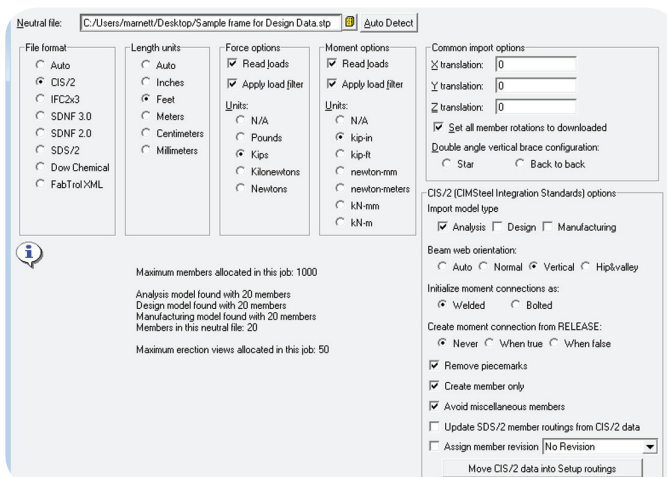 Neutral file: C:/Users/marnett/Desktop/Sample frame for Design Data.stp Auto Detect
File format
Auto
CIS/2
IFC2x3
SDNF 3.0
SDNF 2.0
SDS/2
Dow Chemical
FabTrol XML
Length units
Auto
Inches
Feet
Meters
Centimeters
Millimeters
Force options
Read loads
Apply load filter
Units:
N/A
Pounds
Kips
Kilonewtons
Newtons
Moment options
Read loads
Apply load filter
Units:
N/A
kip-in
kip-ft
newton-mm
newton-meters
kN-mm
kN-m
Common import options
X translation: 0
Y translation: 0
Z translation: 0
Set all member rotations to downloaded
Double angle vertical brace configuration:
Star Back to back
i
Maximum members allocated in this job: 1000
Analysis model found with 20 members
Design model found with 20 members
Manufacturing model found with 20 members
Members in this neutral file: 20
Maximum erection views allocated in this job: 50
CIS/2 (CIMSteel Integration Standards) options
Import model type
Analysis Design Manufacturing
Beam web orientation:
Auto Normal Vertical Hip&valley
Initialize moment connections as:
Welded Bolted
Create moment connection from RELEASE:
Never When true When false
Remove piecemarks
Create member only
Avoid miscellaneous members
Update SDS/2 member routings from CIS/2 data
Assign member revision No Revision
Move CIS/2 data into Setup routings